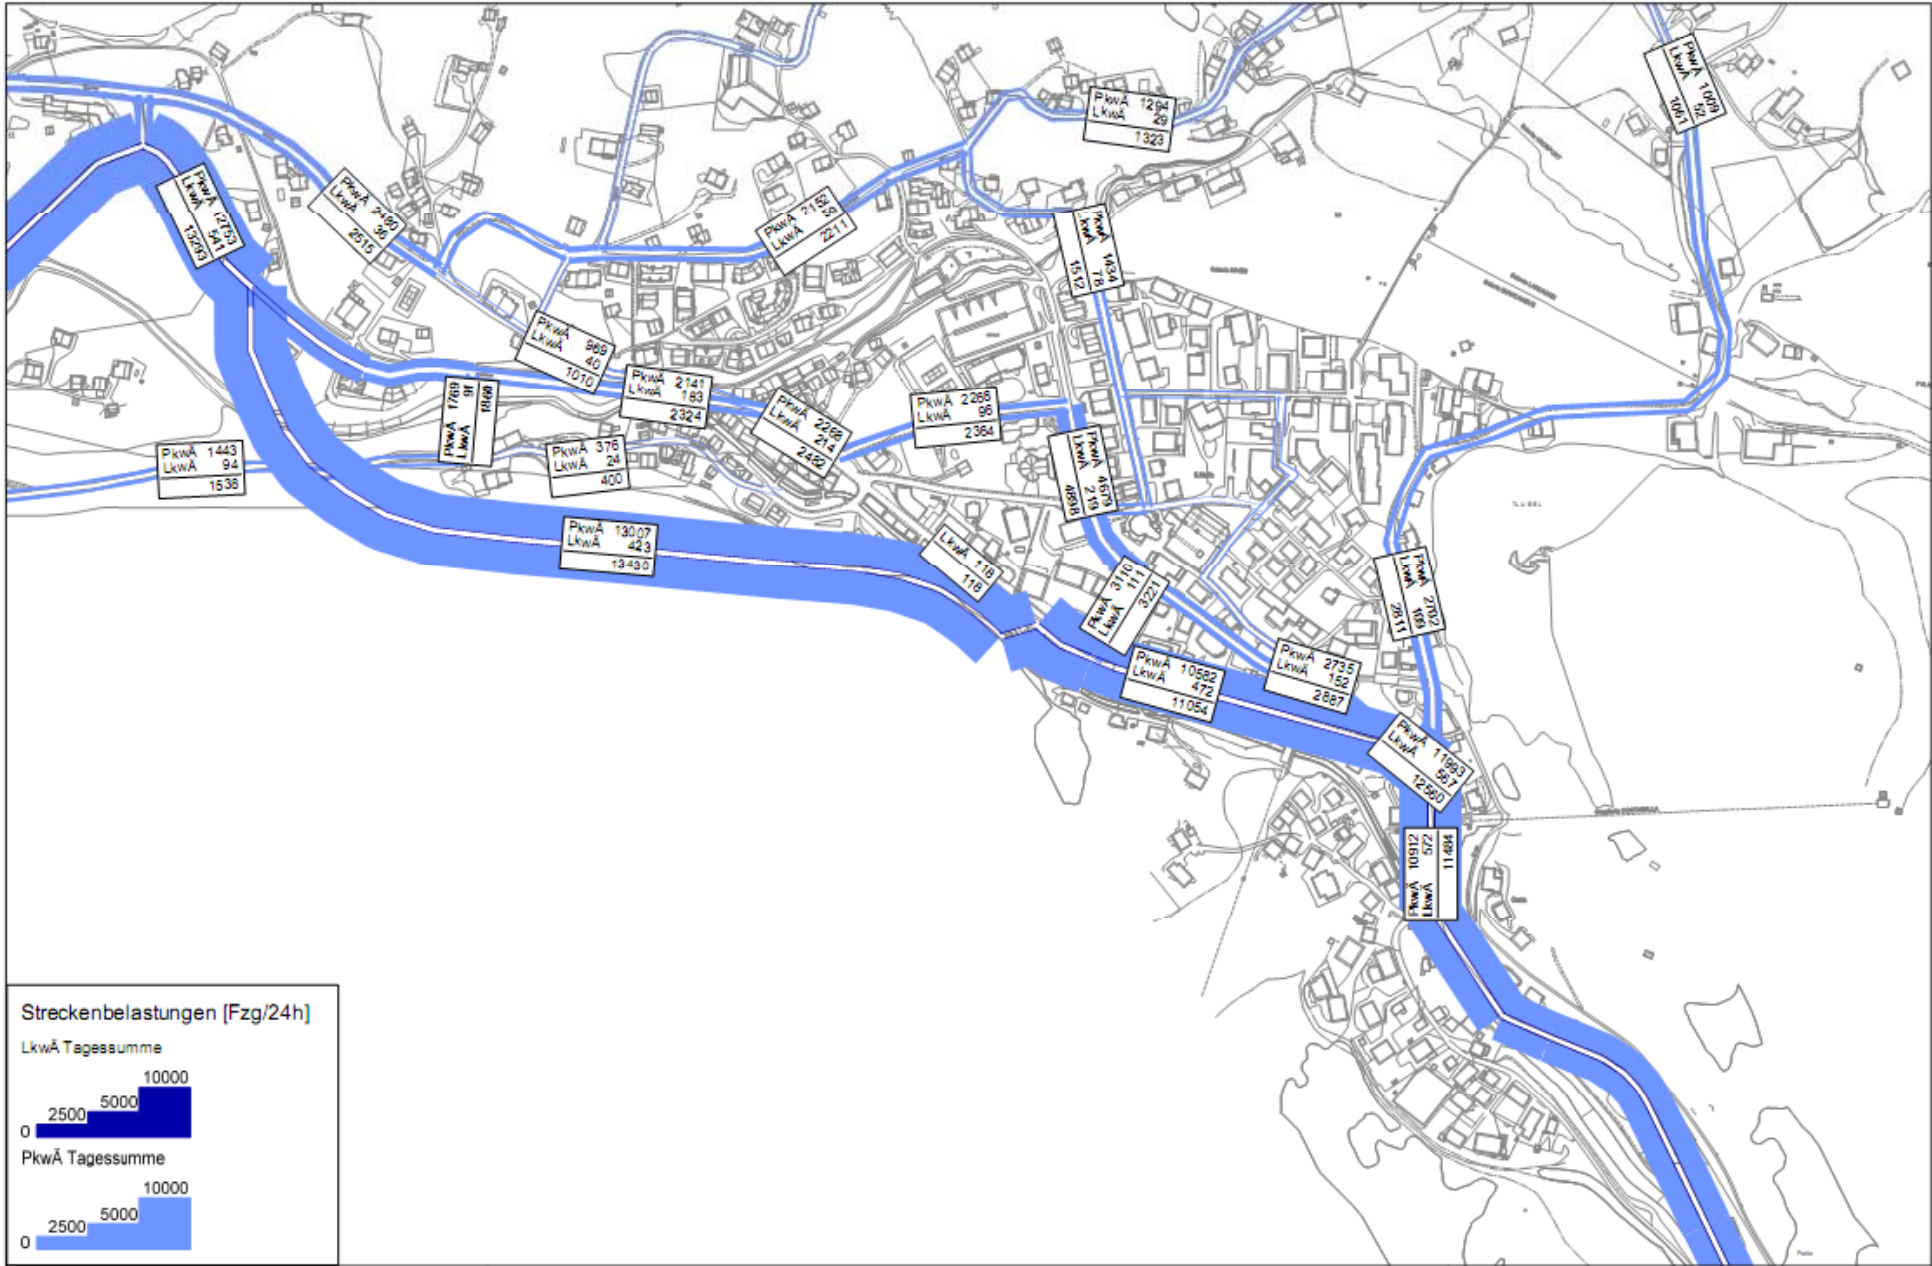 PkwÄ 1294
LkwÄ 29
1323
PkwÄ 1009
LkwÄ 52
1061
PkwÄ 12753
LkwÄ 541
13293
PkwÄ 2480
LkwÄ 36
2515
PkwÄ 2152
LkwÄ 59
2211
PkwÄ 1434
LkwÄ 78
1512
PkwÄ 969
LkwÄ 40
1010
PkwÄ 2141
LkwÄ 183
2324
PkwÄ 1769
LkwÄ 91
1860
PkwÄ 2268
LkwÄ 214
2482
PkwÄ 2268
LkwÄ 96
2364
PkwÄ 1443
LkwÄ 94
1538
PkwÄ 376
LkwÄ 24
400
PkwÄ 4679
LkwÄ 219
4898
PkwÄ 13007
LkwÄ 423
13430
LkwÄ 118
118
PkwÄ 3110
LkwÄ 111
3221
PkwÄ 2702
LkwÄ 109
2811
PkwÄ 10582
LkwÄ 472
11054
PkwÄ 2735
LkwÄ 152
2887
PkwÄ 11993
LkwÄ 567
12560
PkwÄ 10912
LkwÄ 572
11484
Streckenbelastungen [Fzg/24h]
LkwÄ Tagessumme
0 2500 5000 10000
PkwÄ Tagessumme
0 2500 5000 10000